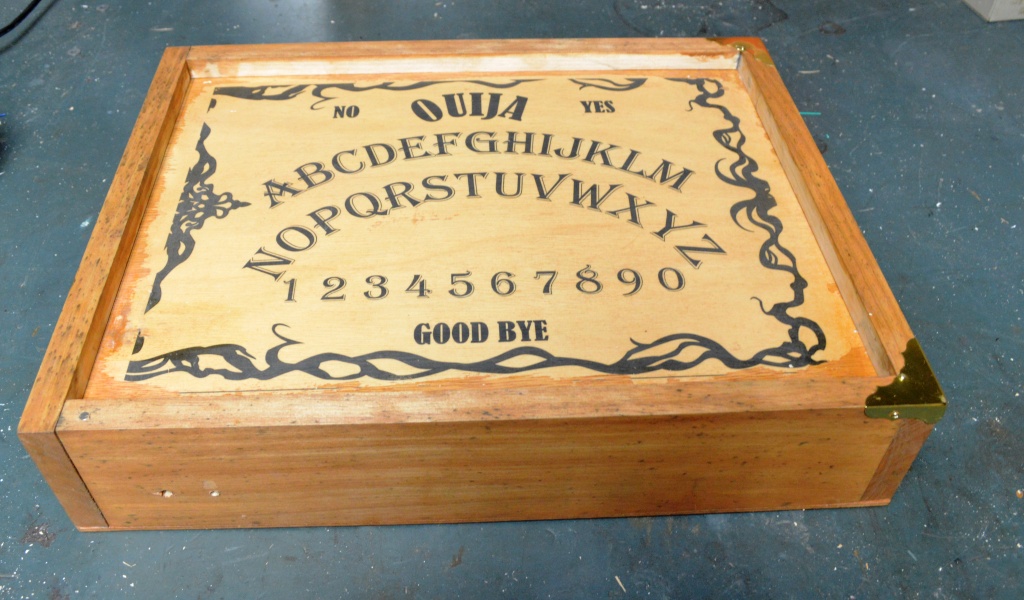 NO OUIJA YES
ABCDEFGHIJKLM
NOPQRSTUVWXYZ
1234567890
GOOD BYE